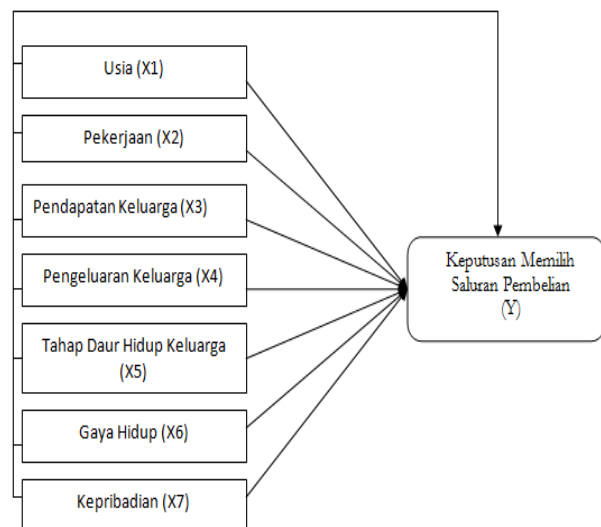 Usia (X1)
Pekerjaan (X2)
Pendapatan Keluarga (X3)
Pengeluaran Keluarga (X4)
Tahap Daur Hidup Keluarga
(X5)
Gaya Hidup (X6)
Kepribadian (X7)
Keputusan Memilih
Saluran Pembelian
(Y)